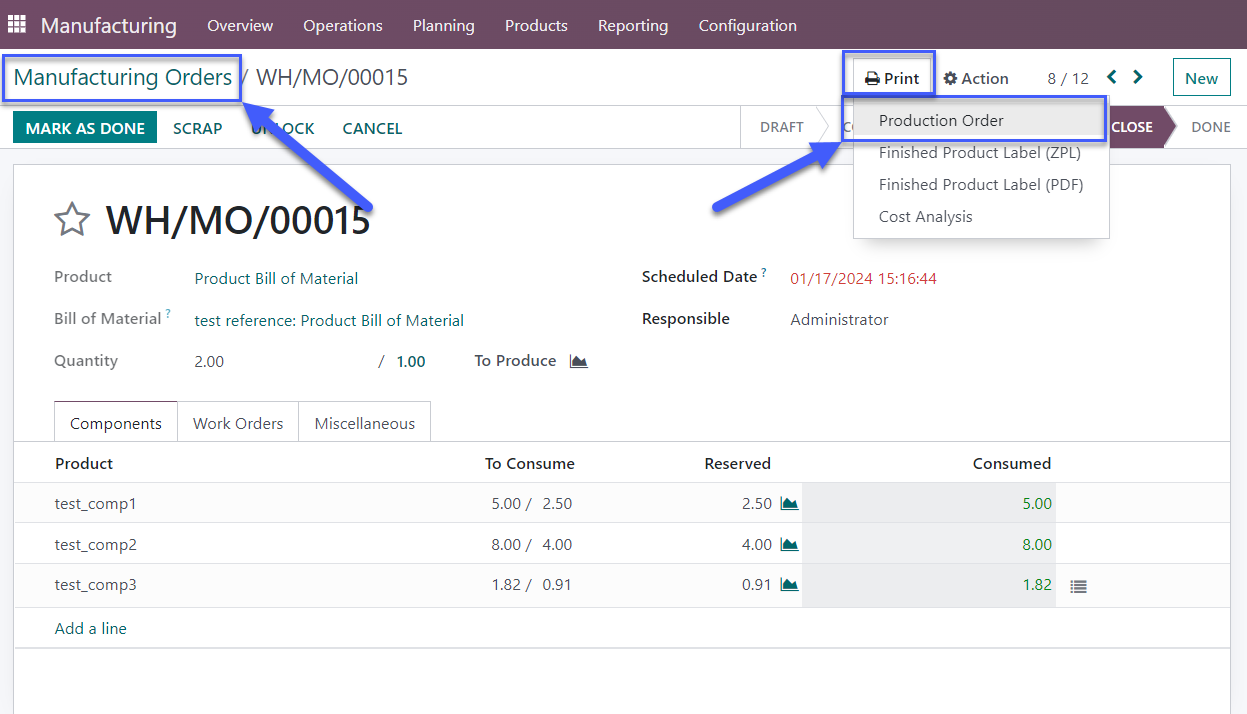 Manufacturing Overview Operations Planning Products Reporting Configuration
Manufacturing Orders / WH/MO/00015 Print Action 8 / 12 New
MARK AS DONE SCRAP UNLOCK CANCEL DRAFT CLOSE DONE
Production Order
Finished Product Label (ZPL)
Finished Product Label (PDF)
Cost Analysis
WH/MO/00015
Product Product Bill of Material Scheduled Date ? 01/17/2024 15:16:44
Bill of Material ? test reference: Product Bill of Material Responsible Administrator
Quantity 2.00 / 1.00 To Produce
Components Work Orders Miscellaneous
Product To Consume Reserved Consumed
test_comp1 5.00 / 2.50 2.50 5.00
test_comp2 8.00 / 4.00 4.00 8.00
test_comp3 1.82 / 0.91 0.91 1.82
Add a line